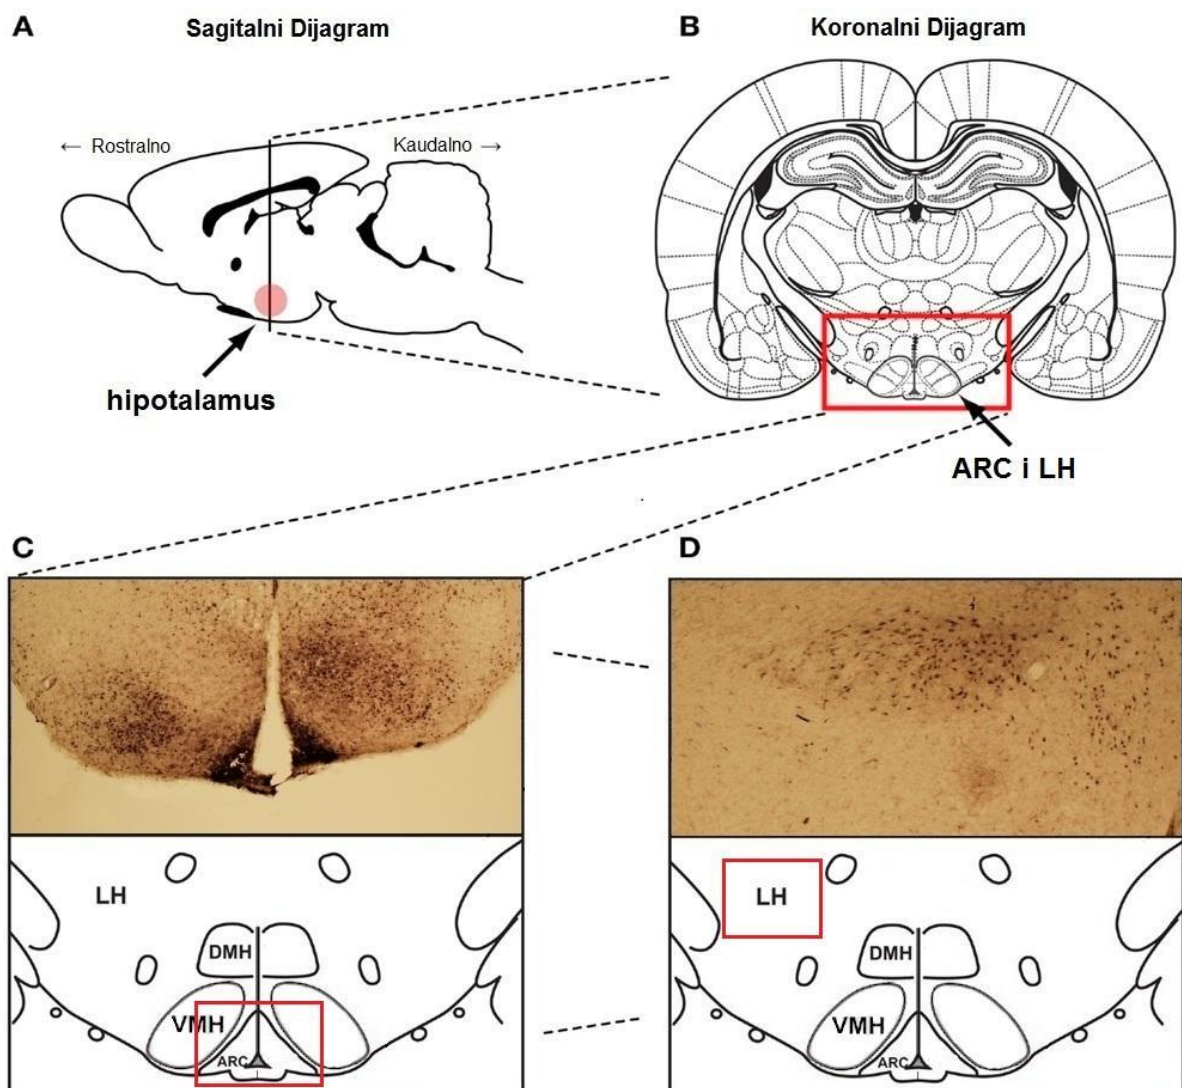 A
Sagitalni Dijagram
B
Koronalni Dijagram
← Rostralno
Kaudalno →
hipotalamus
ARC i LH
C
D
LH
DMH
VMH
ARC
LH
DMH
VMH
ARC